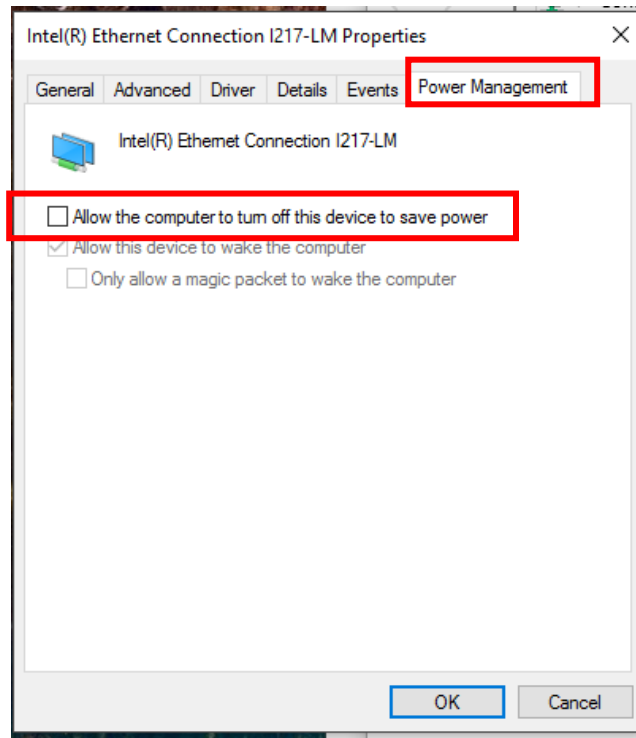 Intel(R) Ethernet Connection I217-LM Properties
General Advanced Driver Details Events Power Management
Intel(R) Ethernet Connection I217-LM
Allow the computer to turn off this device to save power
Allow this device to wake the computer
Only allow a magic packet to wake the computer
OK Cancel